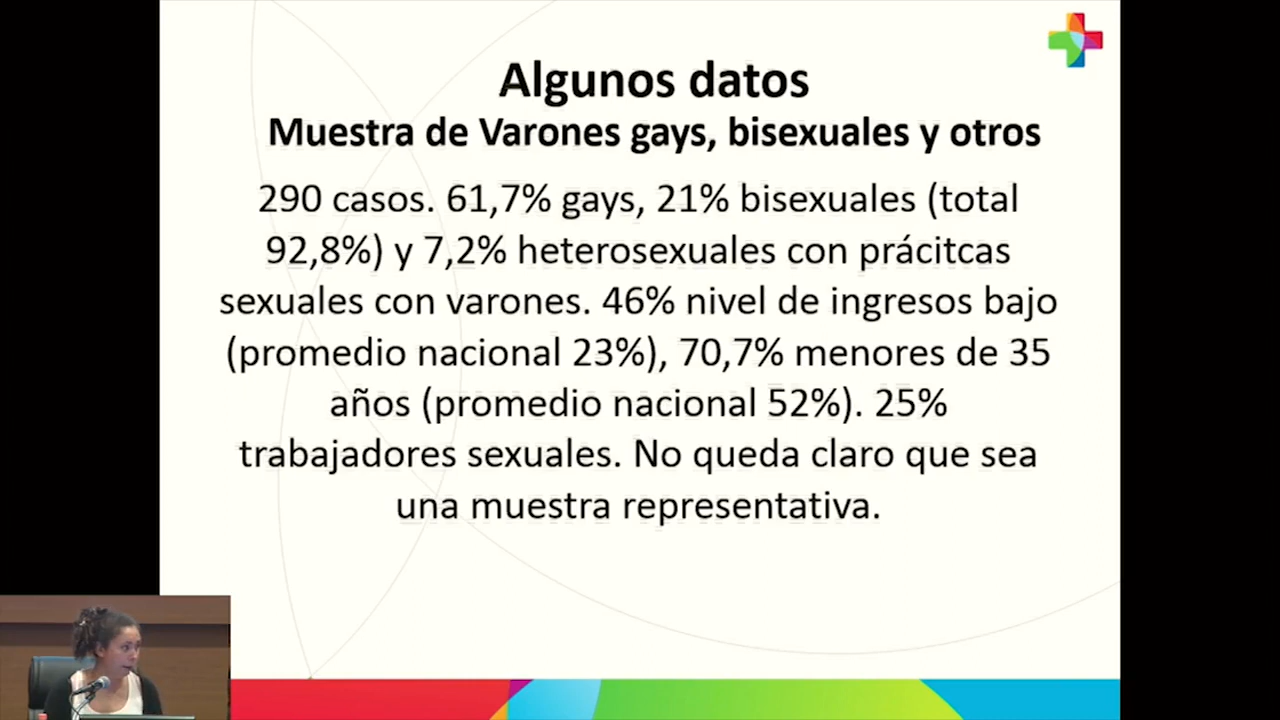 Algunos datos
Muestra de Varones gays, bisexuales y otros
290 casos. 61,7% gays, 21% bisexuales (total
92,8%) y 7,2% heterosexuales con prácitcas
sexuales con varones. 46% nivel de ingresos bajo
(promedio nacional 23%), 70,7% menores de 35
años (promedio nacional 52%). 25%
trabajadores sexuales. No queda claro que sea
una muestra representativa.